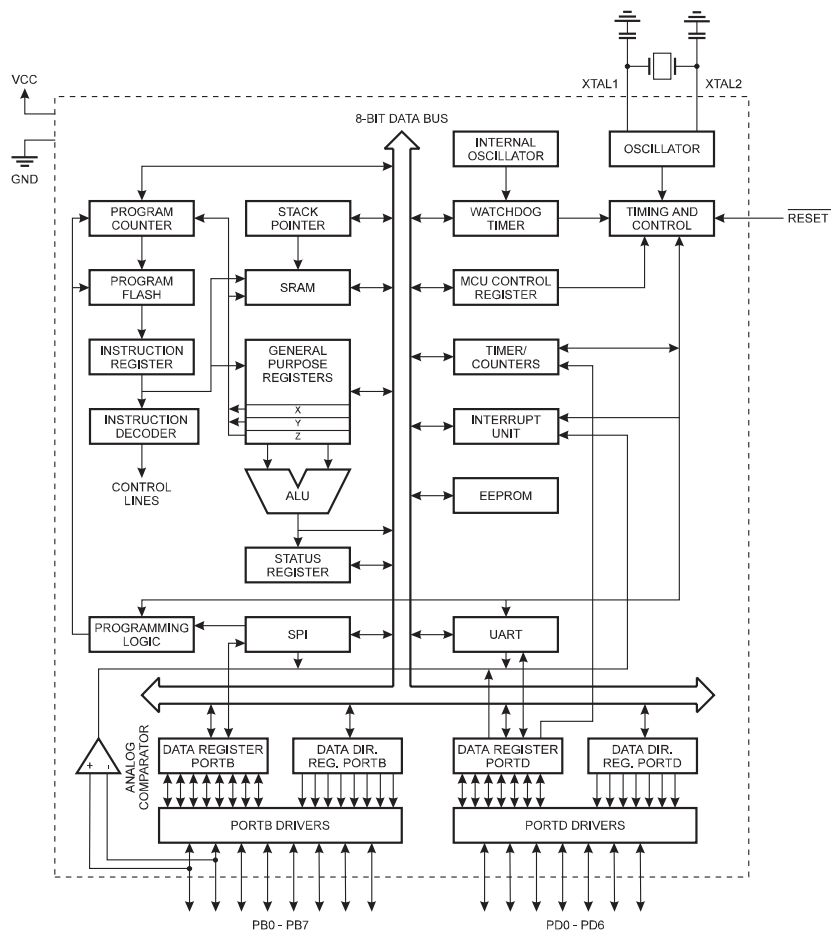 XTAL1
XTAL2
VCC
GND
8-BIT DATA BUS
INTERNAL
OSCILLATOR
OSCILLATOR
PROGRAM
COUNTER
STACK
POINTER
WATCHDOG
TIMER
TIMING AND
CONTROL
RESET
PROGRAM
FLASH
SRAM
MCU CONTROL
REGISTER
INSTRUCTION
REGISTER
GENERAL
PURPOSE
REGISTERS
X
Y
Z
TIMER/
COUNTERS
INSTRUCTION
DECODER
INTERRUPT
UNIT
CONTROL
LINES
ALU
EEPROM
STATUS
REGISTER
PROGRAMMING
LOGIC
SPI
UART
+
-
ANALOG
COMPARATOR
DATA REGISTER
PORTB
DATA DIR.
REG. PORTB
DATA REGISTER
PORTD
DATA DIR.
REG. PORTD
PORTB DRIVERS
PORTD DRIVERS
PB0 - PB7
PD0 - PD6